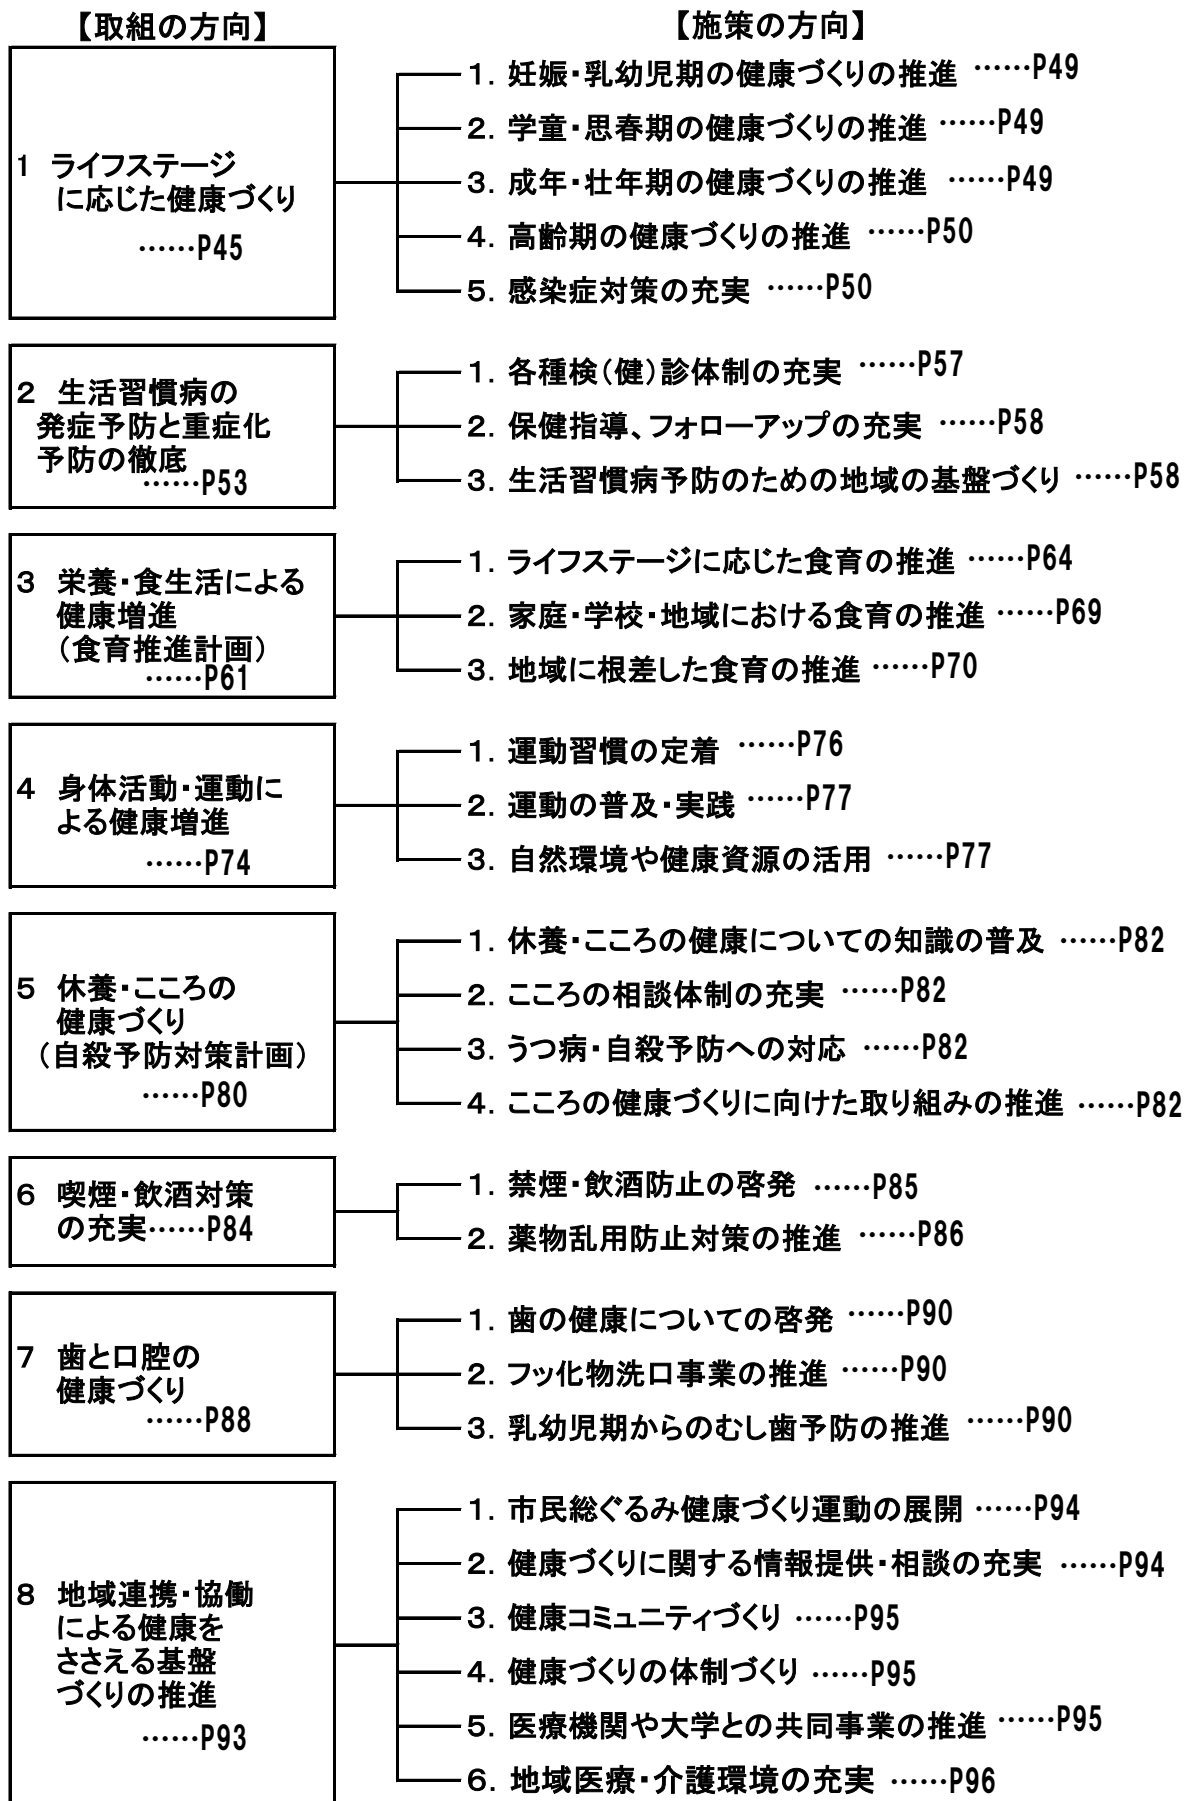 【取組の方向】
【施策の方向】
1 ライフステージ
に応じた健康づくり
……P45
1. 妊娠・乳幼児期の健康づくりの推進 ……P49
2. 学童・思春期の健康づくりの推進 ……P49
3. 成年・壮年期の健康づくりの推進 ……P49
4. 高齢期の健康づくりの推進 ……P50
5. 感染症対策の充実 ……P50
2 生活習慣病の
発症予防と重症化
予防の徹底
……P53
1. 各種検(健)診体制の充実 ……P57
2. 保健指導、フォローアップの充実 ……P58
3. 生活習慣病予防のための地域の基盤づくり ……P58
3 栄養・食生活による
健康増進
(食育推進計画)
……P61
1. ライフステージに応じた食育の推進 ……P64
2. 家庭・学校・地域における食育の推進 ……P69
3. 地域に根差した食育の推進 ……P70
4 身体活動・運動に
よる健康増進
……P74
1. 運動習慣の定着 ……P76
2. 運動の普及・実践 ……P77
3. 自然環境や健康資源の活用 ……P77
5 休養・こころの
健康づくり
(自殺予防対策計画)
……P80
1. 休養・こころの健康についての知識の普及 ……P82
2. こころの相談体制の充実 ……P82
3. うつ病・自殺予防への対応 ……P82
4. こころの健康づくりに向けた取り組みの推進 ……P82
6 喫煙・飲酒対策
の充実……P84
1. 禁煙・飲酒防止の啓発 ……P85
2. 薬物乱用防止対策の推進 ……P86
7 歯と口腔の
健康づくり
……P88
1. 歯の健康についての啓発 ……P90
2. フッ化物洗口事業の推進 ……P90
3. 乳幼児期からのむし歯予防の推進 ……P90
8 地域連携・協働
による健康を
ささえる基盤
づくりの推進
……P93
1. 市民総ぐるみ健康づくり運動の展開 ……P94
2. 健康づくりに関する情報提供・相談の充実 ……P94
3. 健康コミュニティづくり ……P95
4. 健康づくりの体制づくり ……P95
5. 医療機関や大学との共同事業の推進 ……P95
6. 地域医療・介護環境の充実 ……P96